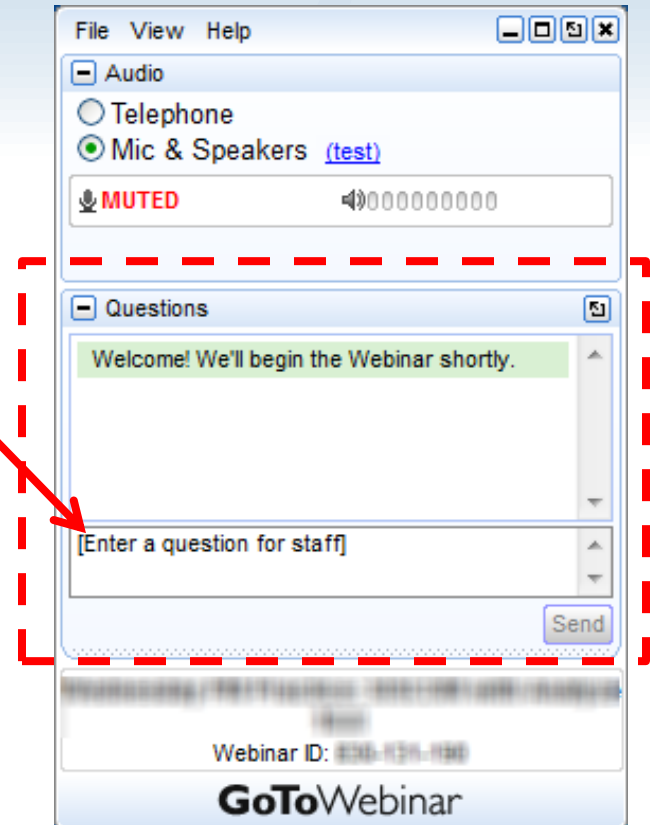 File View Help
Audio
Telephone
Mic & Speakers (test)
MUTED
Questions
Welcome! We'll begin the Webinar shortly.
[Enter a question for staff]
Send
Webinar ID:
GoToWebinar